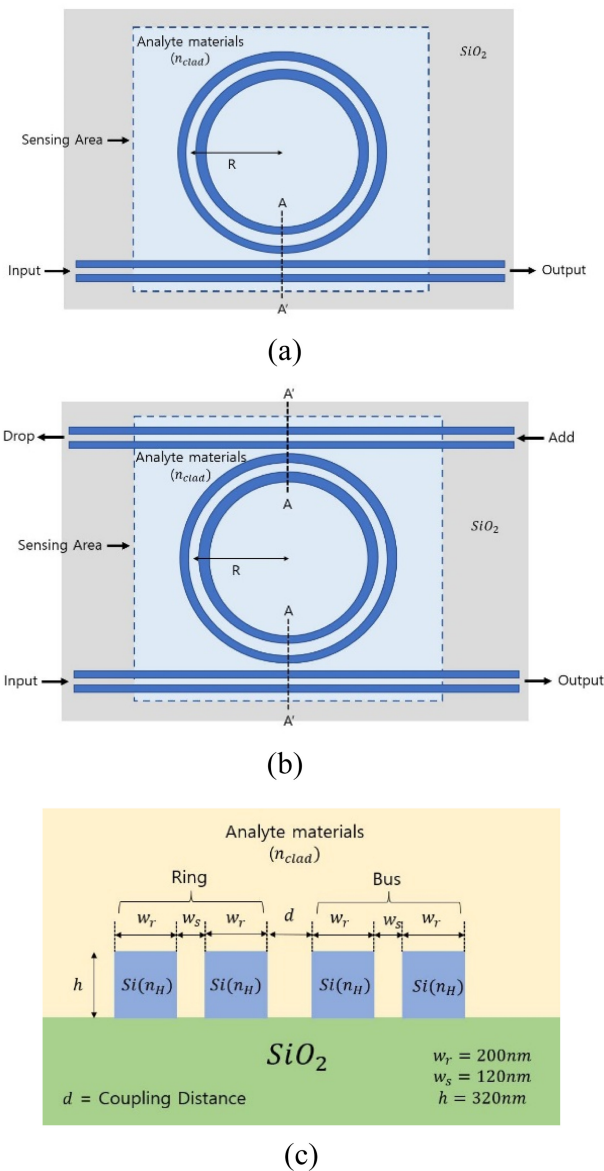 Analyte materials
(n_clad)
SiO₂
Sensing Area
R
A
Input
Output
A'
(a)
A'
Drop
Add
Analyte materials
(n_clad)
A
SiO₂
Sensing Area
R
A
Input
Output
A'
(b)
Analyte materials
(n_clad)
Ring
Bus
w_r w_s w_r d w_r w_s w_r
h Si(n_H) Si(n_H) Si(n_H) Si(n_H)
SiO₂
w_r = 200nm
w_s = 120nm
d = Coupling Distance
h = 320nm
(c)